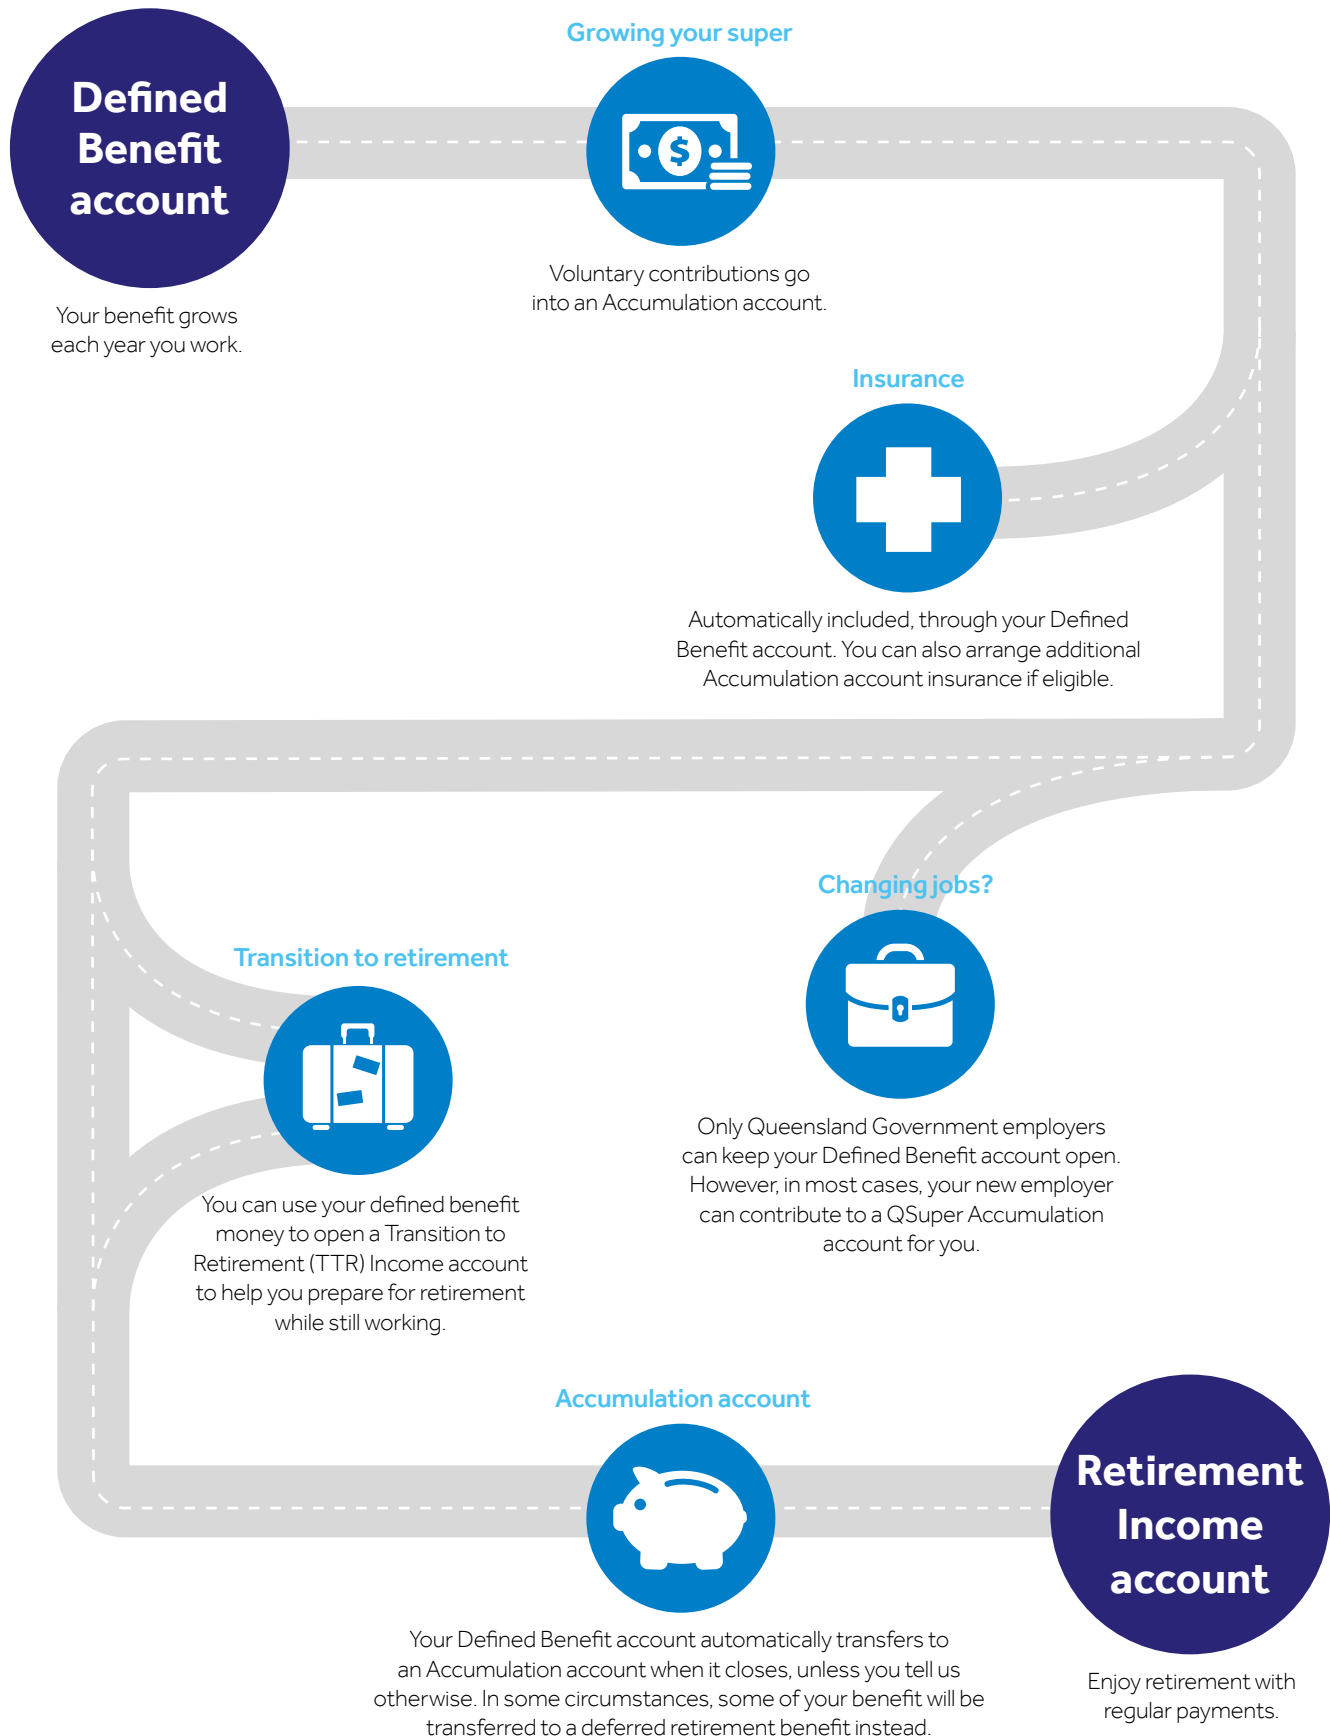 Defined
Benefit
account
Your benefit grows
each year you work.
Growing your super
Voluntary contributions go
into an Accumulation account.
Insurance
Automatically included, through your Defined
Benefit account. You can also arrange additional
Accumulation account insurance if eligible.
Changing jobs?
Only Queensland Government employers
can keep your Defined Benefit account open.
However, in most cases, your new employer
can contribute to a QSuper Accumulation
account for you.
Transition to retirement
You can use your defined benefit
money to open a Transition to
Retirement (TTR) Income account
to help you prepare for retirement
while still working.
Accumulation account
Your Defined Benefit account automatically transfers to
an Accumulation account when it closes, unless you tell us
otherwise. In some circumstances, some of your benefit will be
transferred to a deferred retirement benefit instead.
Retirement
Income
account
Enjoy retirement with
regular payments.